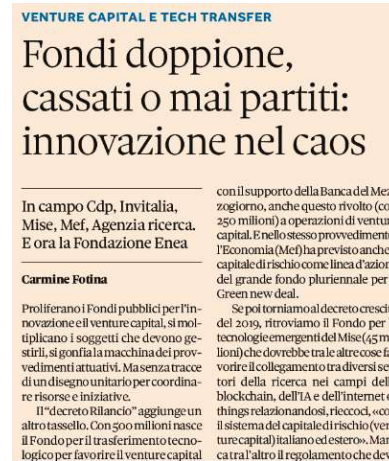 VENTURE CAPITAL E TECH TRANSFER
Fondi doppione,
cassati o mai partiti:
innovazione nel caos
In campo Cdp, Invitalia,
Mise, Mef, Agenzia ricerca.
E ora la Fondazione Enea
Carmine Fotina
Proliferano i Fondi pubblici per l'in-
novazione e il venture capital, si mol-
tiplicano i soggetti che devono ge-
stirli, si gonfia la macchina dei prov-
vedimenti attuativi. Ma senza tracce
di un disegno unitario per coordina-
re risorse e iniziative.
Il "decreto Rilancio" aggiunge un
altro tassello. Con 500 milioni nasce
il Fondo per il trasferimento tecno-
logico per favorire il venture capital
con il supporto della Banca del Mez
zogiorno, anche questo rivolto (co
250 milioni) a operazioni di ventur
capital. E nello stesso provvediment
l'Economia (Mef) ha previsto anche
capitale di rischio come linea d'azion
del grande fondo pluriennale per
Green new deal.
Se poi torniamo al decreto crescit
del 2019, ritroviamo il Fondo per
tecnologie emergenti del Mise (45 m
lioni) che dovrebbe tra le altre cose fa
vorire il collegamento tra diversi se
tori della ricerca nei campi dell
blockchain, dell'IA e dell'internet
things relazionandosi, rieccoci, «co
il sistema del capitale di rischio (ven
ture capital) italiano ed estero». Ma
ca tra l'altro il regolamento che dev